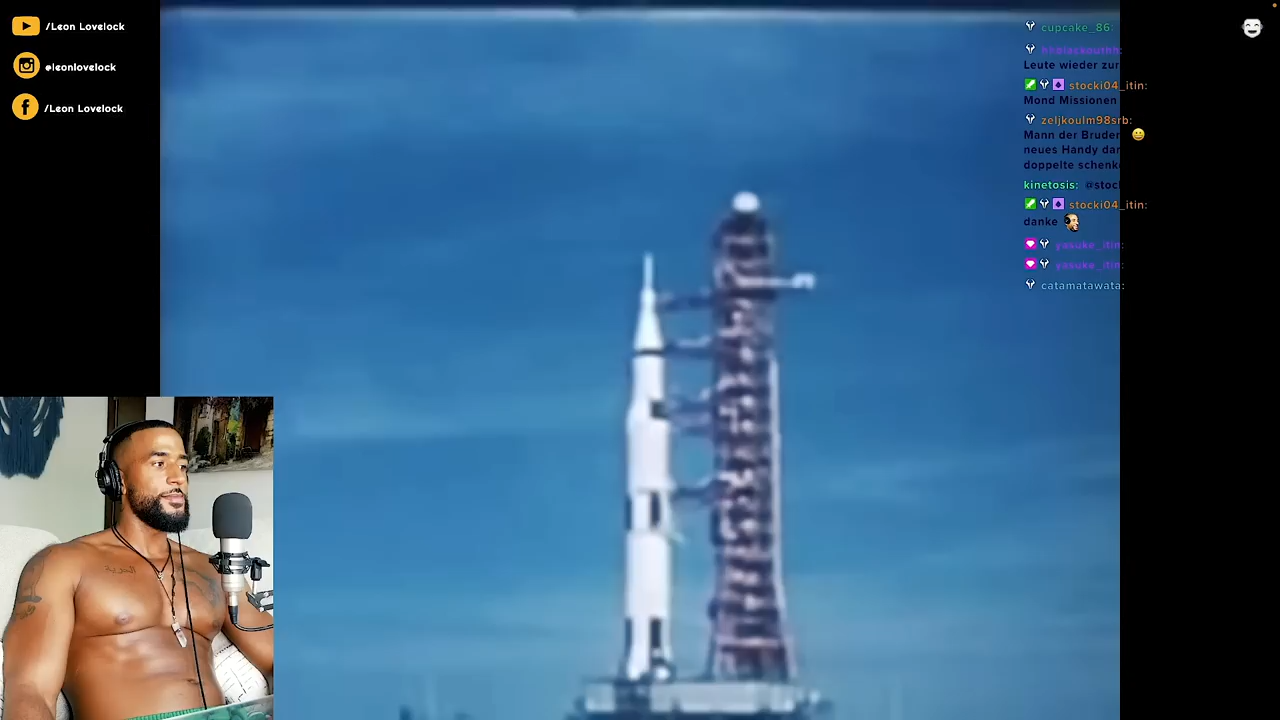 /Leon Lovelock
@leonlovelock
/Leon Lovelock
cupcake_86:
hhblackouthh:
Leute wieder zur
stocki04_itin:
Mond Missionen
zeljkoulm98srb:
Mann der Bruder
neues Handy dar
doppelte schenk
kinetosis: @stoc
stocki04_itin:
danke
yasuke_itin:
yasuke_itin:
catamatawata: